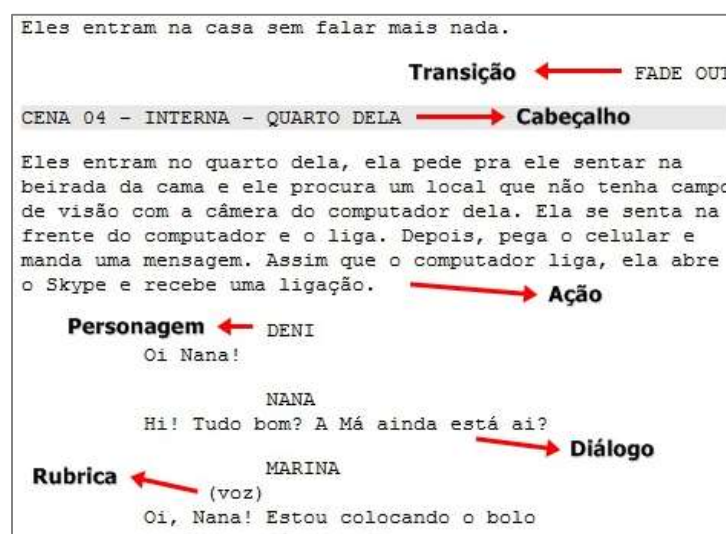 Eles entram na casa sem falar mais nada.
Transição FADE OUT
CENA 04 - INTERNA - QUARTO DELA Cabeçalho
Eles entram no quarto dela, ela pede pra ele sentar na
beirada da cama e ele procura um local que não tenha campo
de visão com a câmera do computador dela. Ela se senta na
frente do computador e o liga. Depois, pega o celular e
manda uma mensagem. Assim que o computador liga, ela abre
o Skype e recebe uma ligação.
Ação
Personagem DENI
Oi Nana!
NANA
Hi! Tudo bom? A Má ainda está ai?
Diálogo
Rubrica MARINA
(voz)
Oi, Nana! Estou colocando o bolo